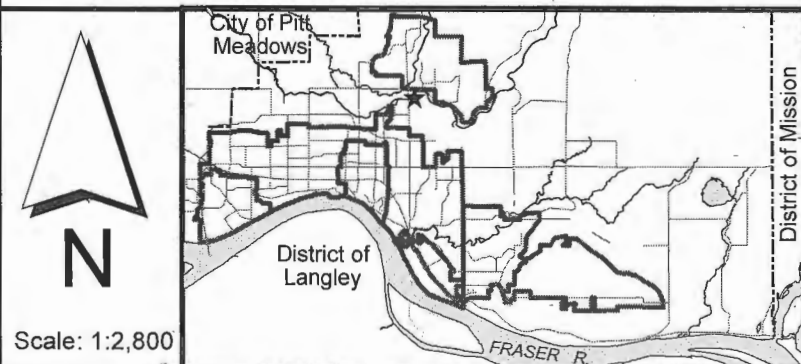 N
Scale: 1:2,800
City of Pitt
Meadows
District of
Langley
FRASER R.
District of Mission